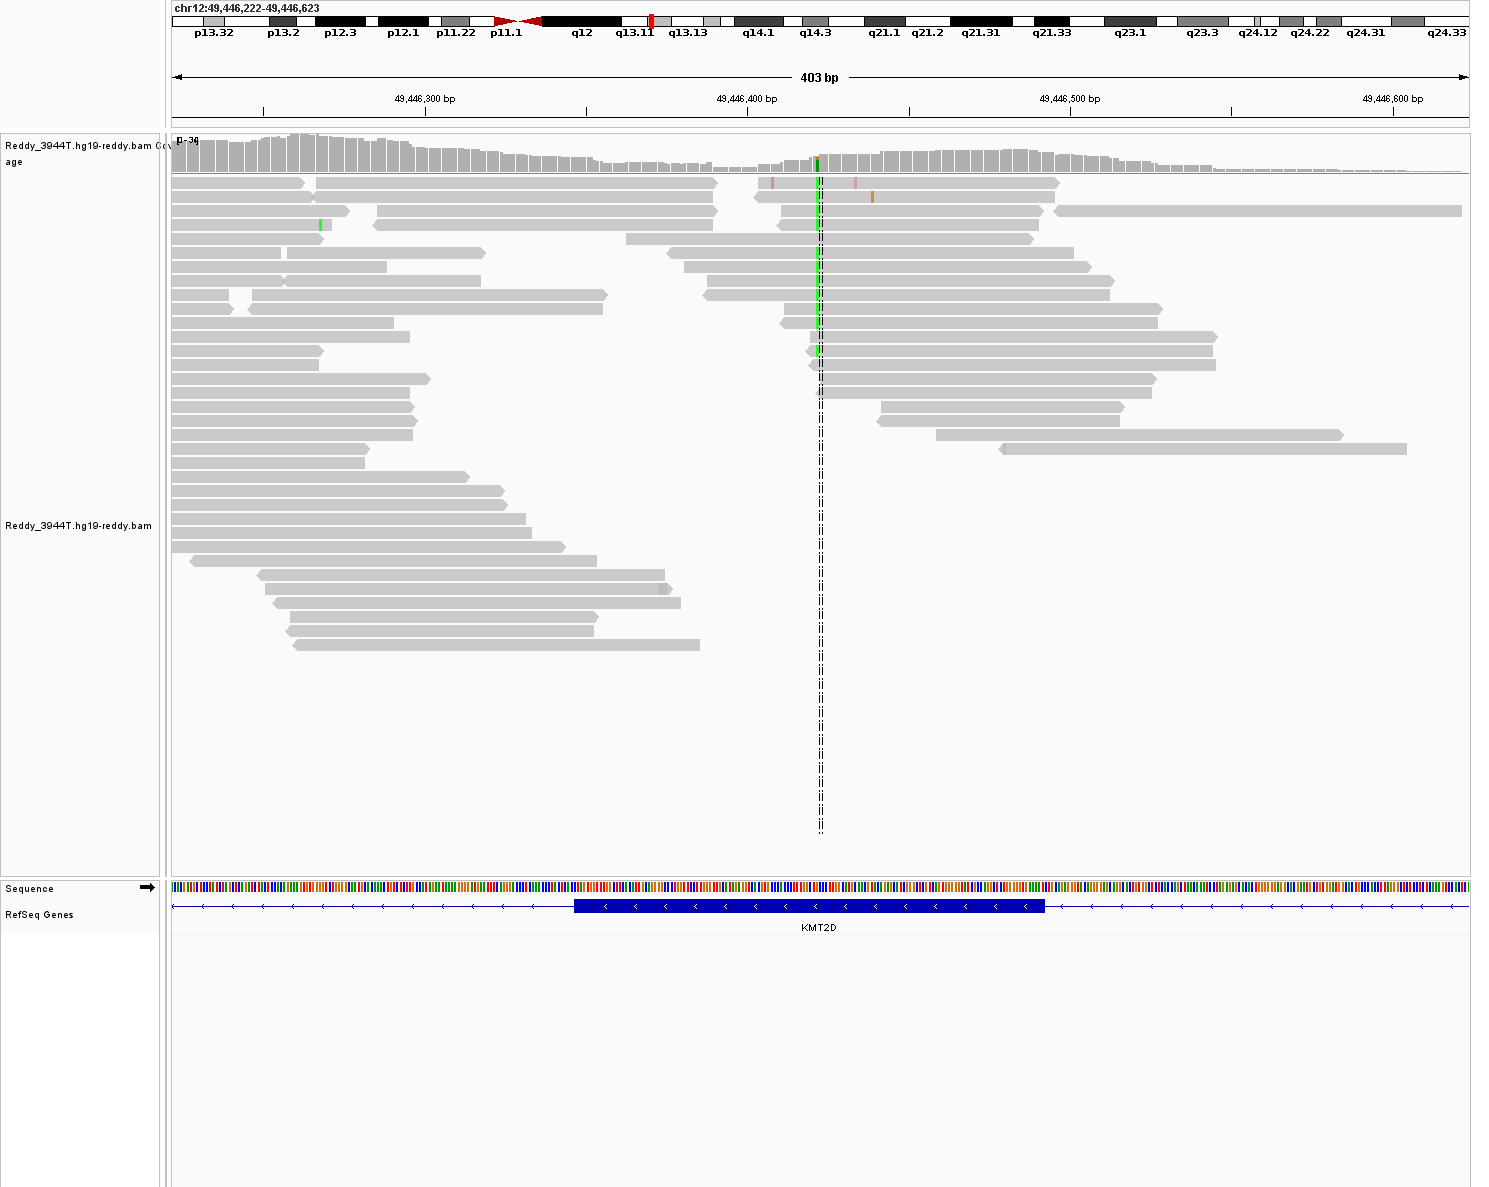 chr12:49,446,222-49,446,623
p13.32 p13.2 p12.3 p12.1 p11.22 p11.1 q12 q13.11 q13.13 q14.1 q14.3 q21.1 q21.2 q21.31 q21.33 q23.1 q23.3 q24.12 q24.22 q24.31 q24.33
403 bp
49,446,300 bp 49,446,400 bp 49,446,500 bp 49,446,600 bp
Reddy_3944T.hg19-reddy.bam Cov
age
Reddy_3944T.hg19-reddy.bam
Sequence
RefSeq Genes
KMT2D